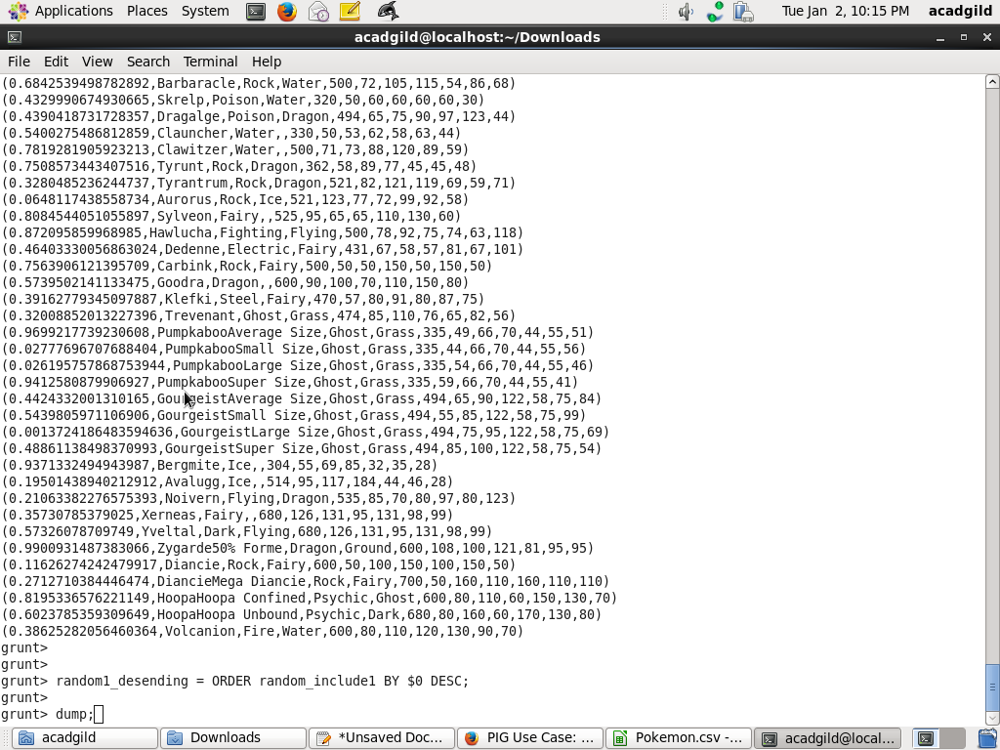 Applications Places System Tue Jan 2, 10:15 PM acadgild
acadgild@localhost:~/Downloads
File Edit View Search Terminal Help
(0.6842539498782892,Barbaracle,Rock,Water,500,72,105,115,54,86,68)
(0.4329990674930665,Skrelp,Poison,Water,320,50,60,60,60,60,30)
(0.4390418731728357,Dragalge,Poison,Dragon,494,65,75,90,97,123,44)
(0.5400275486812859,Clauncher,Water,,330,50,53,62,58,63,44)
(0.7819281905923213,Clawitzer,Water,,500,71,73,88,120,89,59)
(0.7508573443407516,Tyrunt,Rock,Dragon,362,58,89,77,45,45,48)
(0.3280485236244737,Tyrantrum,Rock,Dragon,521,82,121,119,69,59,71)
(0.0648117438558734,Aurorus,Rock,Ice,521,123,77,72,99,92,58)
(0.8084544051055897,Sylveon,Fairy,,525,95,65,65,110,130,60)
(0.872095859968985,Hawlucha,Fighting,Flying,500,78,92,75,74,63,118)
(0.46403330056863024,Dedenne,Electric,Fairy,431,67,58,57,81,67,101)
(0.7563906121395709,Carbink,Rock,Fairy,500,50,50,150,50,150,50)
(0.5739502141133475,Goodra,Dragon,,600,90,100,70,110,150,80)
(0.39162779345097887,Klefki,Steel,Fairy,470,57,80,91,80,87,75)
(0.32008852013227396,Trevenant,Ghost,Grass,474,85,110,76,65,82,56)
(0.9699217739230608,PumpkabooAverage Size,Ghost,Grass,335,49,66,70,44,55,51)
(0.02777696707688404,PumpkabooSmall Size,Ghost,Grass,335,44,66,70,44,55,56)
(0.026195757868753944,PumpkabooLarge Size,Ghost,Grass,335,54,66,70,44,55,46)
(0.9412580879906927,PumpkabooSuper Size,Ghost,Grass,335,59,66,70,44,55,41)
(0.4424332001310165,GourgeistAverage Size,Ghost,Grass,494,65,90,122,58,75,84)
(0.5439805971106906,GourgeistSmall Size,Ghost,Grass,494,55,85,122,58,75,99)
(0.0013724186483594636,GourgeistLarge Size,Ghost,Grass,494,75,95,122,58,75,69)
(0.48861138498370993,GourgeistSuper Size,Ghost,Grass,494,85,100,122,58,75,54)
(0.9371332494943987,Bergmite,Ice,,304,55,69,85,32,35,28)
(0.19501438940212912,Avalugg,Ice,,514,95,117,184,44,46,28)
(0.21063382276575393,Noivern,Flying,Dragon,535,85,70,80,97,80,123)
(0.35730785379025,Xerneas,Fairy,,680,126,131,95,131,98,99)
(0.57326078709749,Yveltal,Dark,Flying,680,126,131,95,131,98,99)
(0.9900931487383066,Zygarde50% Forme,Dragon,Ground,600,108,100,121,81,95,95)
(0.11626274242479917,Diancie,Rock,Fairy,600,50,100,150,100,150,50)
(0.2712710384446474,DiancieMega Diancie,Rock,Fairy,700,50,160,110,160,110,110)
(0.8195336576221149,HoopaHoopa Confined,Psychic,Ghost,600,80,110,60,150,130,70)
(0.6023785359309649,HoopaHoopa Unbound,Psychic,Dark,680,80,160,60,170,130,80)
(0.38625282056460364,Volcanion,Fire,Water,600,80,110,120,130,90,70)
grunt>
grunt>
grunt> random1_desending = ORDER random_include1 BY $0 DESC;
grunt>
grunt> dump;
acadgild Downloads *Unsaved Doc... PIG Use Case: ... Pokemon.csv -... acadgild@local...